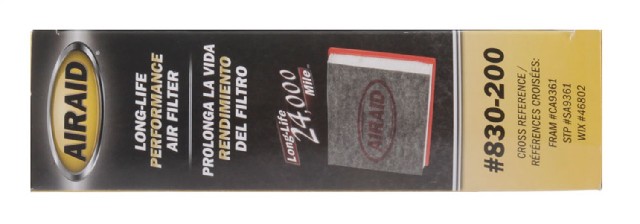 AIRAID
LONG-LIFE
PERFORMANCE
AIR FILTER
PROLONGA LA VIDA
RENDIMIENTO
DEL FILTRO
Long-Life
24,000
Mile
AIRAID
#830-200
CROSS REFERENCE /
RÉFÉRENCES CROISÉES:
FRAM #CA9361
STP #SA9361
WIX #46802